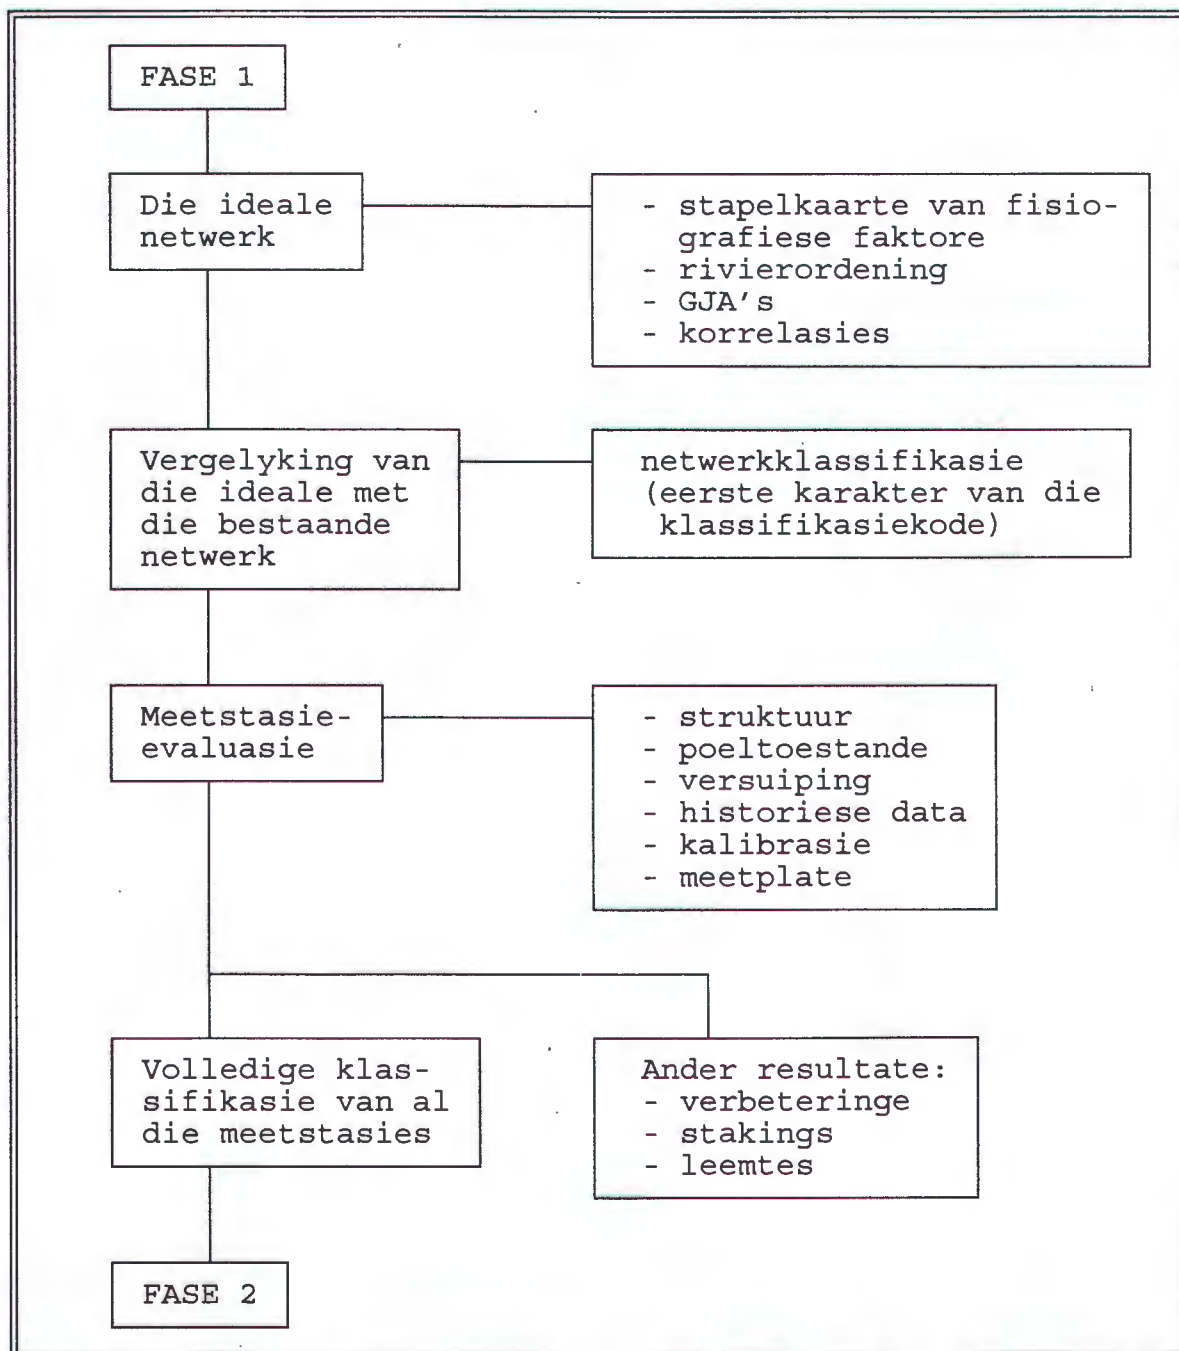 FASE 1
Die ideale
netwerk
- stapelkaarte van fisio-
grafiese faktore
- rivierordening
- GJA's
- korrelasies
Vergelyking van
die ideale met
die bestaande
netwerk
netwerkklassifikasie
(eerste karakter van die
klassifikasiekode)
Meetstasie-
evaluasie
- struktuur
- poeltoestande
- versuiping
- historiese data
- kalibrasie
- meetplate
Volledige klas-
sifikasie van al
die meetstasies
Ander resultate:
- verbeteringe
- stakings
- leemtes
FASE 2